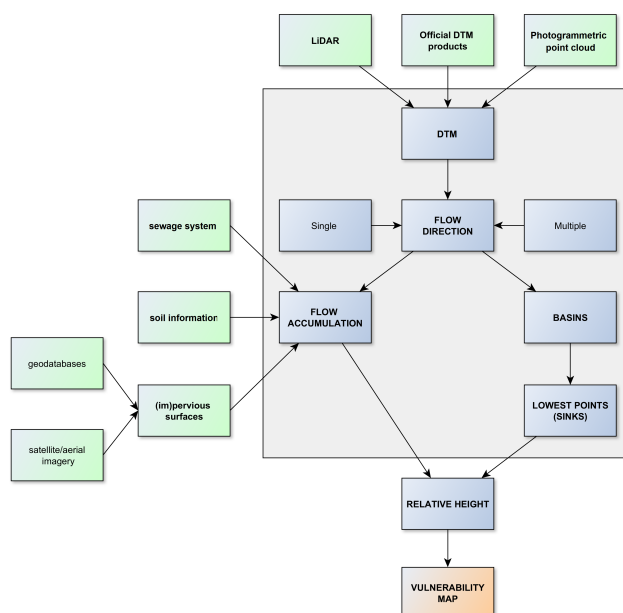 LiDAR
Official DTM
products
Photogrammetric
point cloud
DTM
sewage system
Single
FLOW
DIRECTION
Multiple
soil information
FLOW
ACCUMULATION
BASINS
geodatabases
(im)pervious
surfaces
LOWEST POINTS
(SINKS)
satellite/aerial
imagery
RELATIVE HEIGHT
VULNERABILITY
MAP